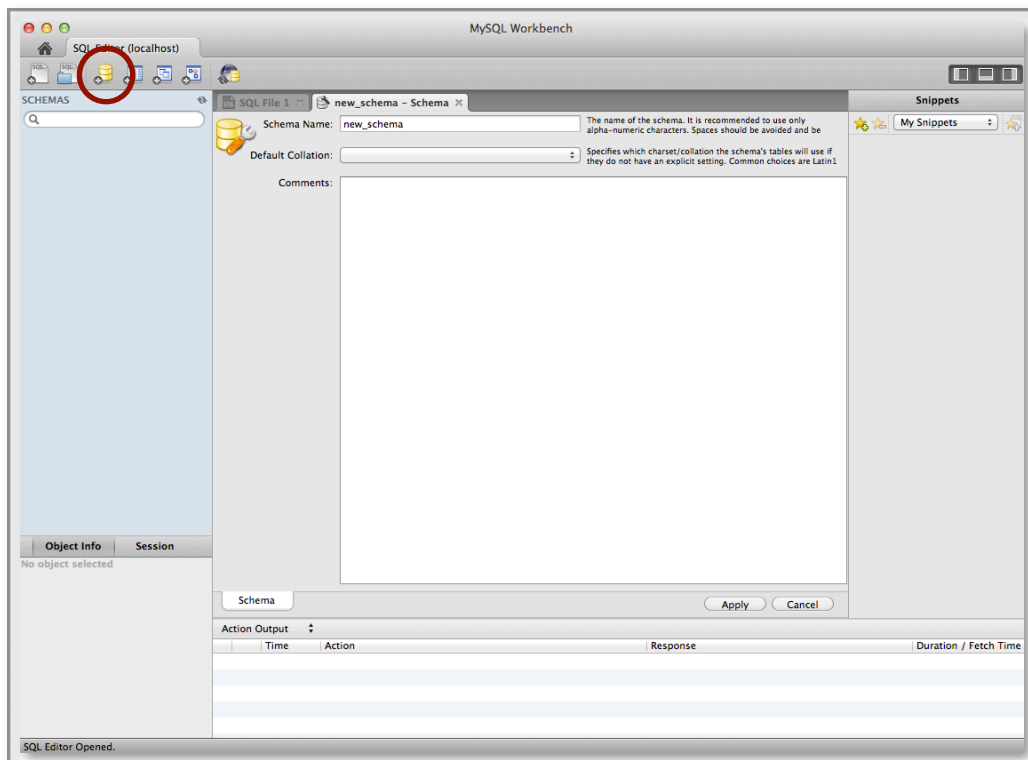 MySQL Workbench
SQL Editor (localhost)
SCHEMAS
SQL File 1
new_schema – Schema
Snippets
Schema Name: new_schema
The name of the schema. It is recommended to use only
alpha-numeric characters. Spaces should be avoided and be
My Snippets
Default Collation:
Specifies which charset/collation the schema's tables will use if
they do not have an explicit setting. Common choices are Latin1
Comments:
Object Info Session
No object selected
Schema
Apply Cancel
Action Output
Time Action Response Duration / Fetch Time
SQL Editor Opened.